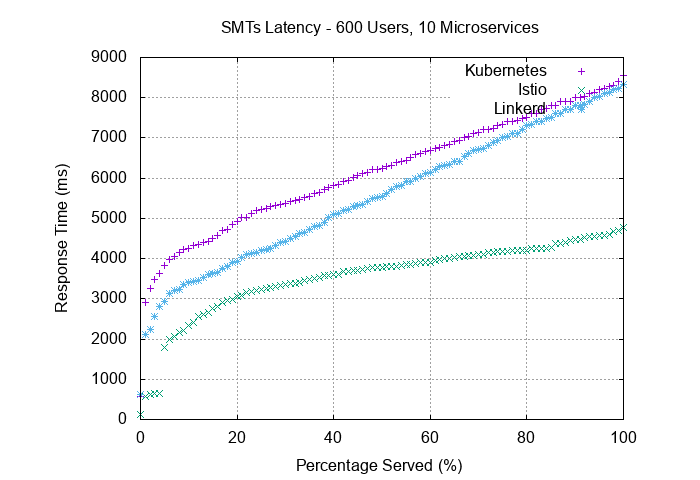 SMTs Latency - 600 Users, 10 Microservices
9000
8000
7000
6000
5000
4000
3000
2000
1000
0
Response Time (ms)
Kubernetes
Istio
Linkerd
0 20 40 60 80 100
Percentage Served (%)